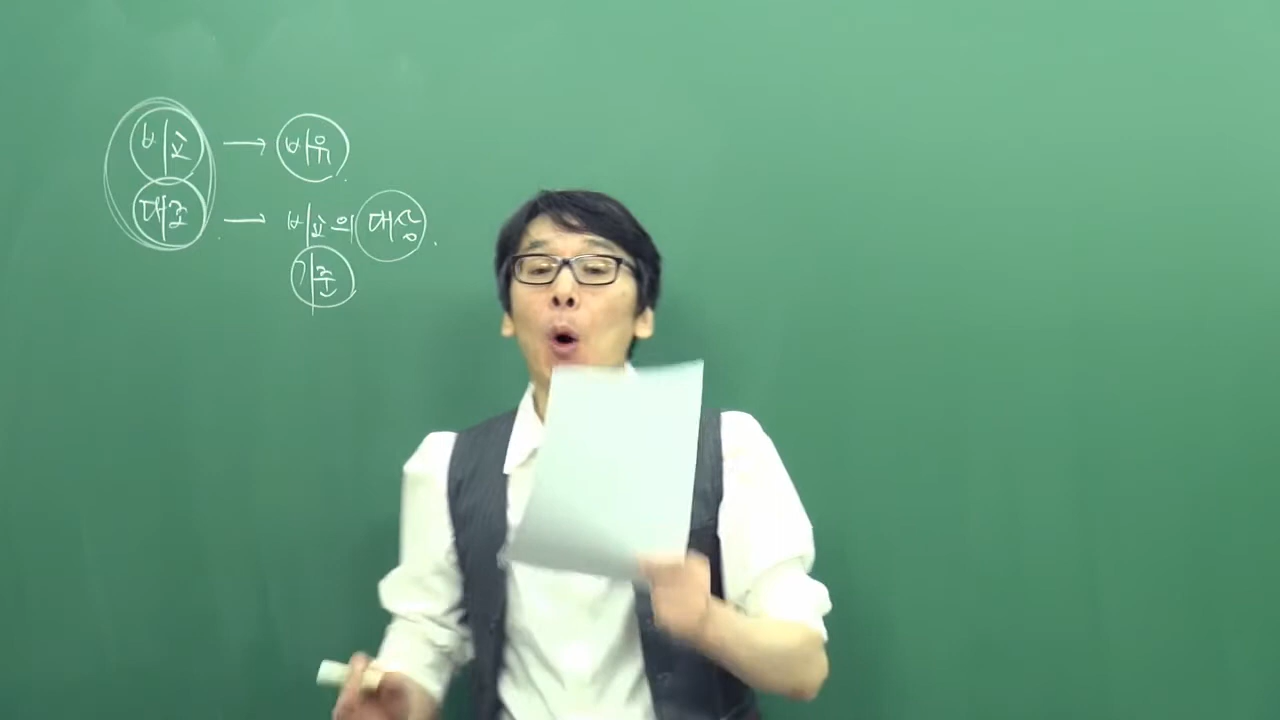 비교 → 비유
대조 → 비교의 대상
기준